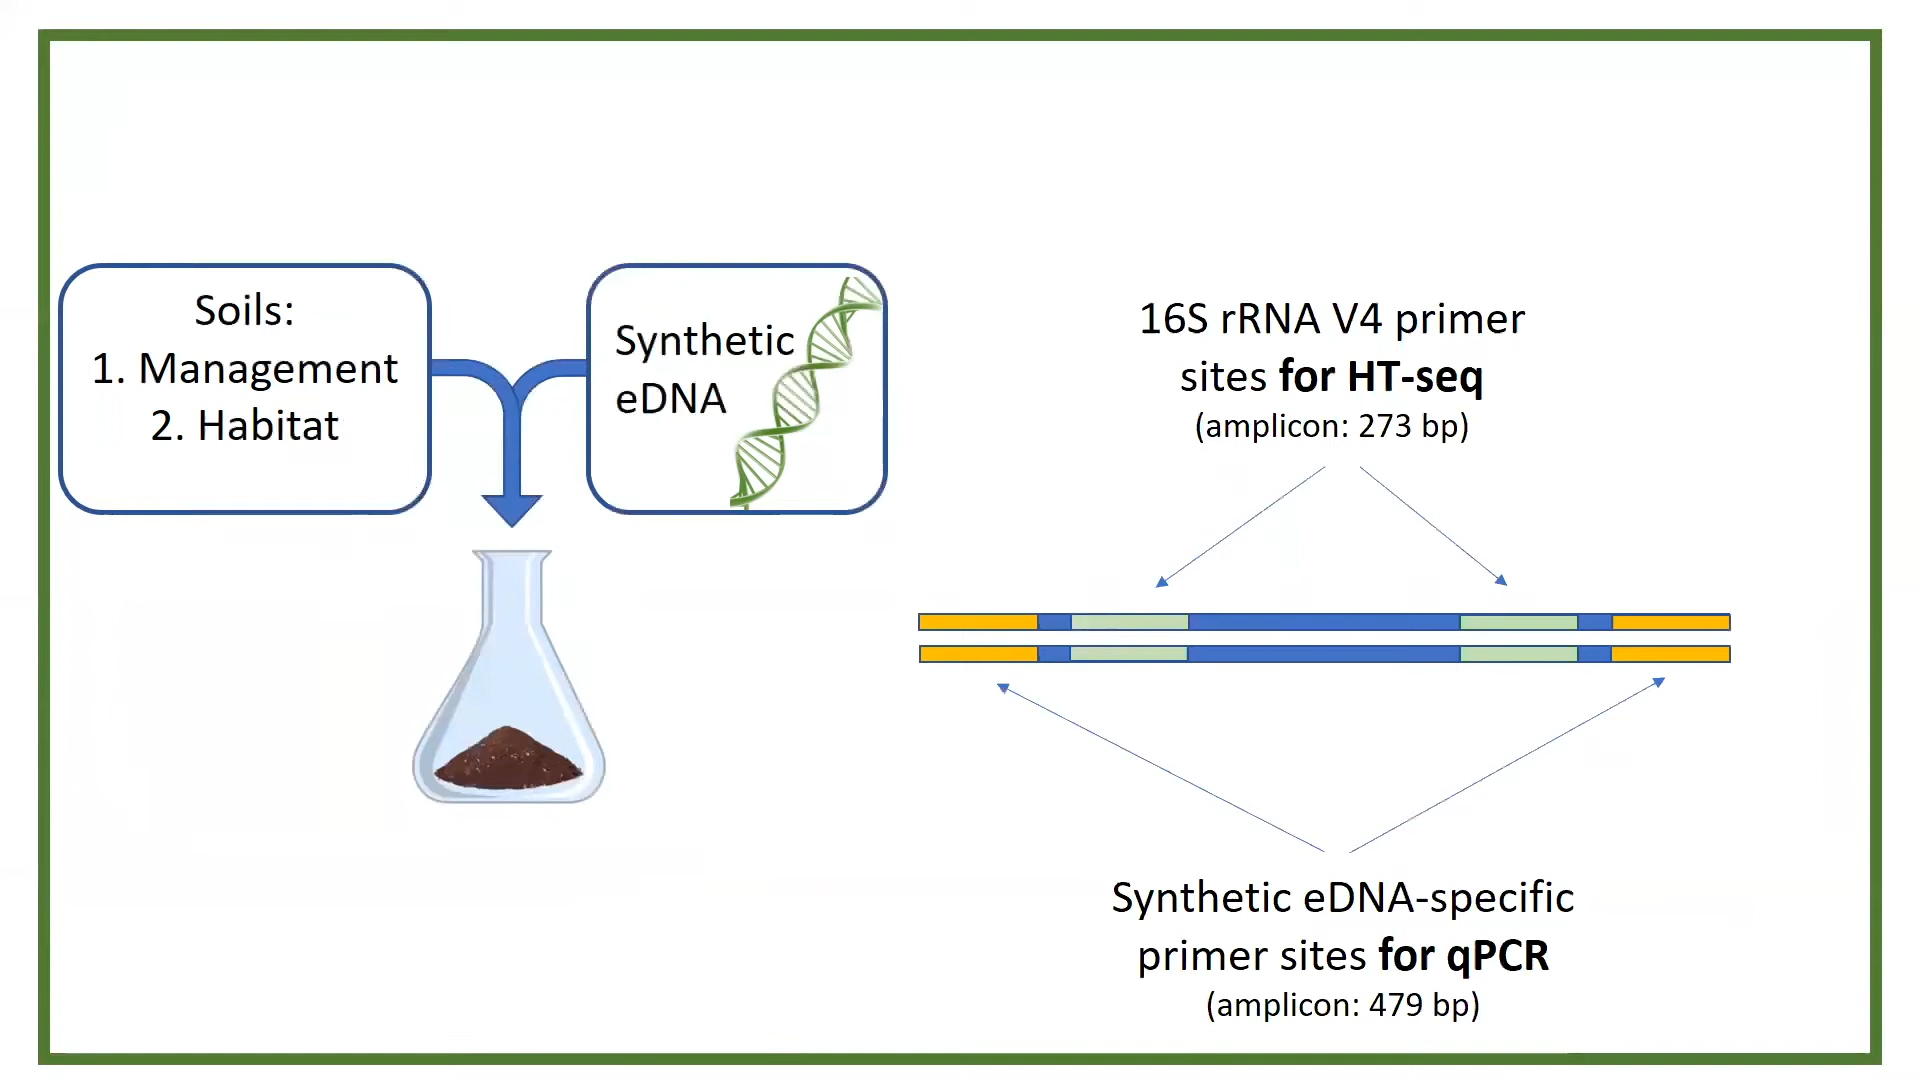 Soils:
1. Management
2. Habitat
Synthetic
eDNA
16S rRNA V4 primer
sites for HT-seq
(amplicon: 273 bp)
Synthetic eDNA-specific
primer sites for qPCR
(amplicon: 479 bp)